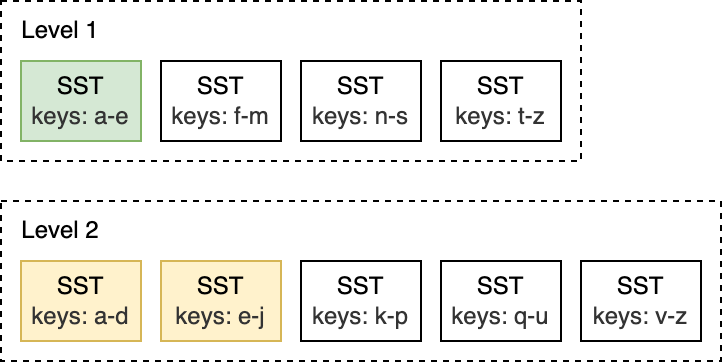 Level 1
SST
keys: a-e
SST
keys: f-m
SST
keys: n-s
SST
keys: t-z
Level 2
SST
keys: a-d
SST
keys: e-j
SST
keys: k-p
SST
keys: q-u
SST
keys: v-z